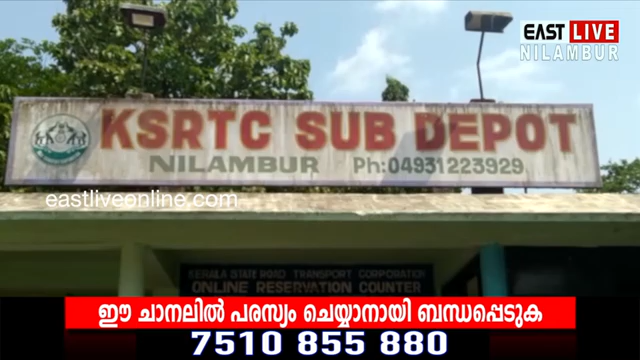 EAST LIVE
NILAMBUR
KSRTC SUB DEPOT
NILAMBUR Ph:04931223929
eastliveonline.com
KERALA STATE ROAD TRANSPORT CORPORATION
ONLINE RESERVATION COUNTER
ഈ ചാനലിൽ പരസ്യം ചെയ്യാനായി ബന്ധപ്പെടുക
7510 855 880